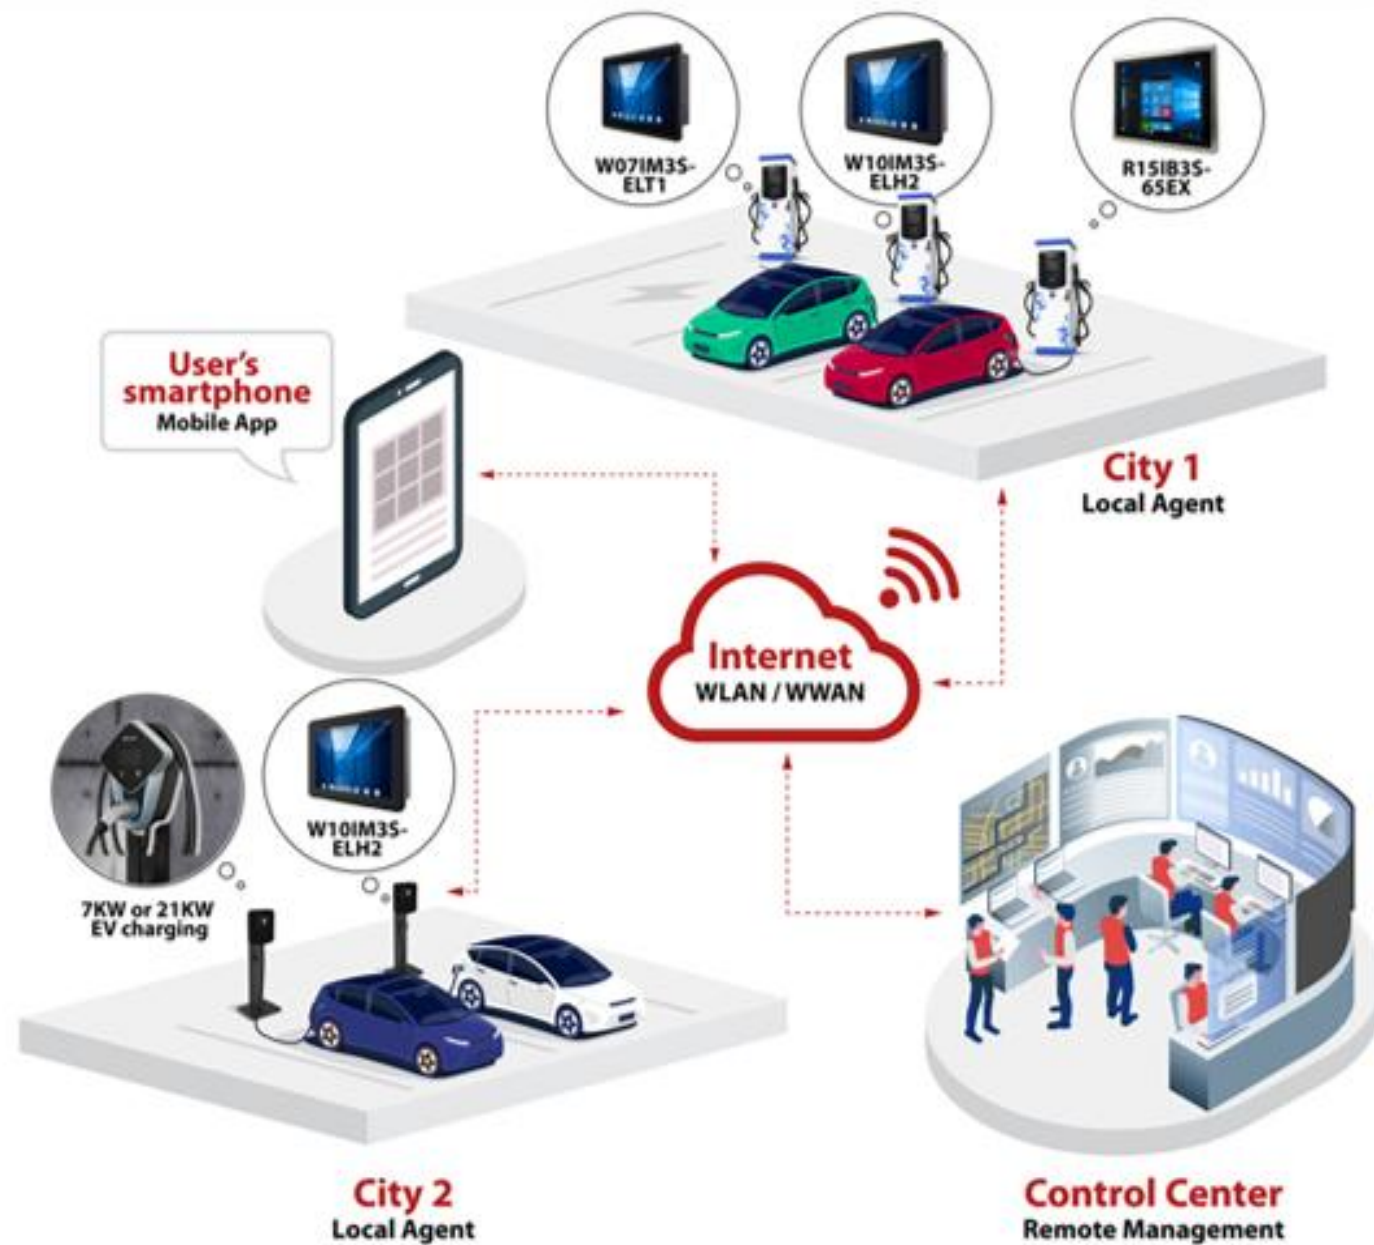 W07IM3S-
ELT1
W10IM3S-
ELH2
R15IB3S-
65EX
User's
smartphone
Mobile App
City 1
Local Agent
Internet
WLAN / WWAN
W10IM3S-
ELH2
7KW or 21KW
EV charging
City 2
Local Agent
Control Center
Remote Management